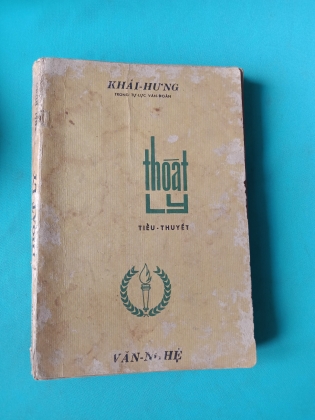 KHÁI-HƯNG
TRONG TỰ LỰC VĂN ĐOÀN
thoát
LY
TIỂU-THUYẾT
VĂN-NGHỆ